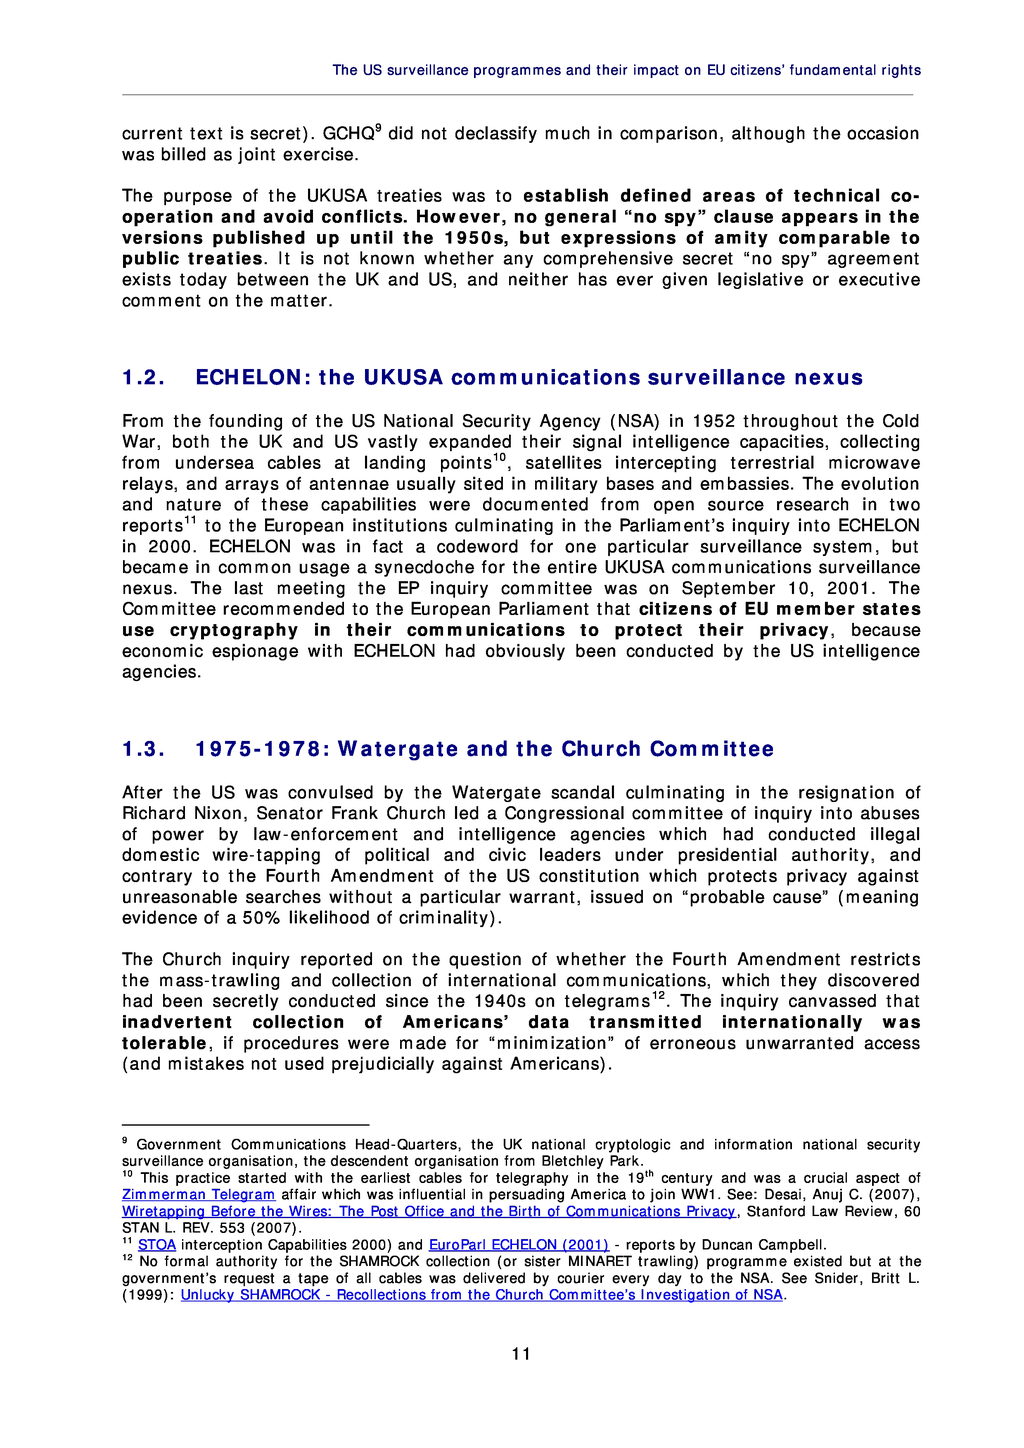 The US surveillance programmes and their impact on EU citizens' fundamental rights
current text is secret). GCHQ9 did not declassify much in comparison, although the occasion
was billed as joint exercise.
The purpose of the UKUSA treaties was to establish defined areas of technical co-
operation and avoid conflicts. However, no general “no spy” clause appears in the
versions published up until the 1950s, but expressions of amity comparable to
public treaties. It is not known whether any comprehensive secret “no spy” agreement
exists today between the UK and US, and neither has ever given legislative or executive
comment on the matter.
1.2. ECHELON: the UKUSA communications surveillance nexus
From the founding of the US National Security Agency (NSA) in 1952 throughout the Cold
War, both the UK and US vastly expanded their signal intelligence capacities, collecting
from undersea cables at landing points10, satellites intercepting terrestrial microwave
relays, and arrays of antennae usually sited in military bases and embassies. The evolution
and nature of these capabilities were documented from open source research in two
reports11 to the European institutions culminating in the Parliament’s inquiry into ECHELON
in 2000. ECHELON was in fact a codeword for one particular surveillance system, but
became in common usage a synecdoche for the entire UKUSA communications surveillance
nexus. The last meeting the EP inquiry committee was on September 10, 2001. The
Committee recommended to the European Parliament that citizens of EU member states
use cryptography in their communications to protect their privacy, because
economic espionage with ECHELON had obviously been conducted by the US intelligence
agencies.
1.3. 1975-1978: Watergate and the Church Committee
After the US was convulsed by the Watergate scandal culminating in the resignation of
Richard Nixon, Senator Frank Church led a Congressional committee of inquiry into abuses
of power by law-enforcement and intelligence agencies which had conducted illegal
domestic wire-tapping of political and civic leaders under presidential authority, and
contrary to the Fourth Amendment of the US constitution which protects privacy against
unreasonable searches without a particular warrant, issued on “probable cause” (meaning
evidence of a 50% likelihood of criminality).
The Church inquiry reported on the question of whether the Fourth Amendment restricts
the mass-trawling and collection of international communications, which they discovered
had been secretly conducted since the 1940s on telegrams12. The inquiry canvassed that
inadvertent collection of Americans’ data transmitted internationally was
tolerable, if procedures were made for “minimization” of erroneous unwarranted access
(and mistakes not used prejudicially against Americans).
9 Government Communications Head-Quarters, the UK national cryptologic and information national security
surveillance organisation, the descendent organisation from Bletchley Park.
10 This practice started with the earliest cables for telegraphy in the 19th century and was a crucial aspect of
Zimmerman Telegram affair which was influential in persuading America to join WW1. See: Desai, Anuj C. (2007),
Wiretapping Before the Wires: The Post Office and the Birth of Communications Privacy, Stanford Law Review, 60
STAN L. REV. 553 (2007).
11 STOA interception Capabilities 2000) and EuroParl ECHELON (2001) - reports by Duncan Campbell.
12 No formal authority for the SHAMROCK collection (or sister MINARET trawling) programme existed but at the
government’s request a tape of all cables was delivered by courier every day to the NSA. See Snider, Britt L.
(1999): Unlucky SHAMROCK - Recollections from the Church Committee’s Investigation of NSA.
11